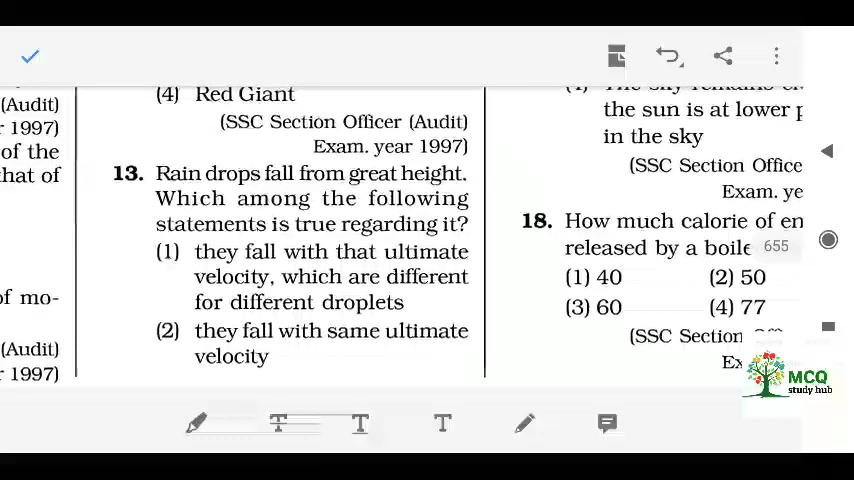 (Audit)
r 1997)
of the
hat of
of mo-
(Audit)
r 1997)
(4) Red Giant
(SSC Section Officer (Audit)
Exam. year 1997)
13. Rain drops fall from great height.
Which among the following
statements is true regarding it?
(1) they fall with that ultimate
velocity, which are different
for different droplets
(2) they fall with same ultimate
velocity
the sun is at lower p
in the sky
(SSC Section Office
Exam. ye
18. How much calorie of en
released by a boile
655
(1) 40 (2) 50
(3) 60 (4) 77
(SSC Section
Ex
MCQ
study hub
T T T